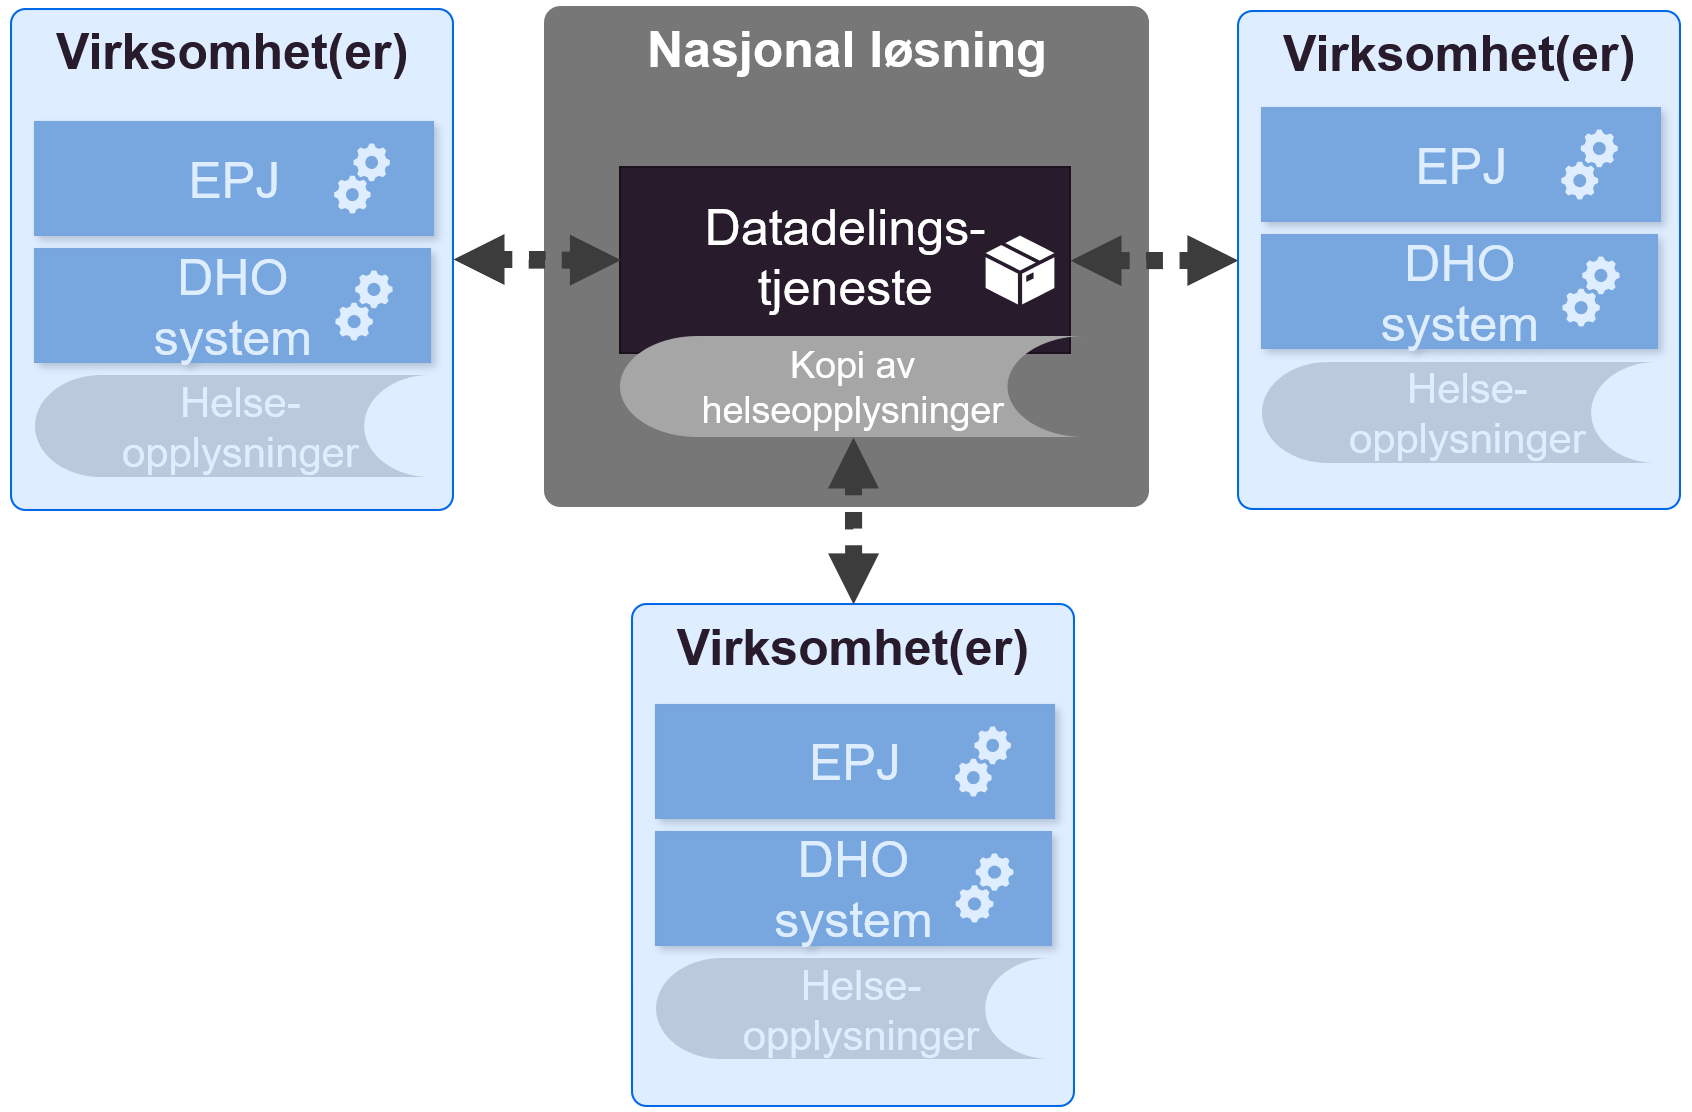 Virksomhet(er)
EPJ
DHO
system
Helse-
opplysninger
Nasjonal løsning
Datadelings-
tjeneste
Kopi av
helseopplysninger
Virksomhet(er)
EPJ
DHO
system
Helse-
opplysninger
Virksomhet(er)
EPJ
DHO
system
Helse-
opplysninger